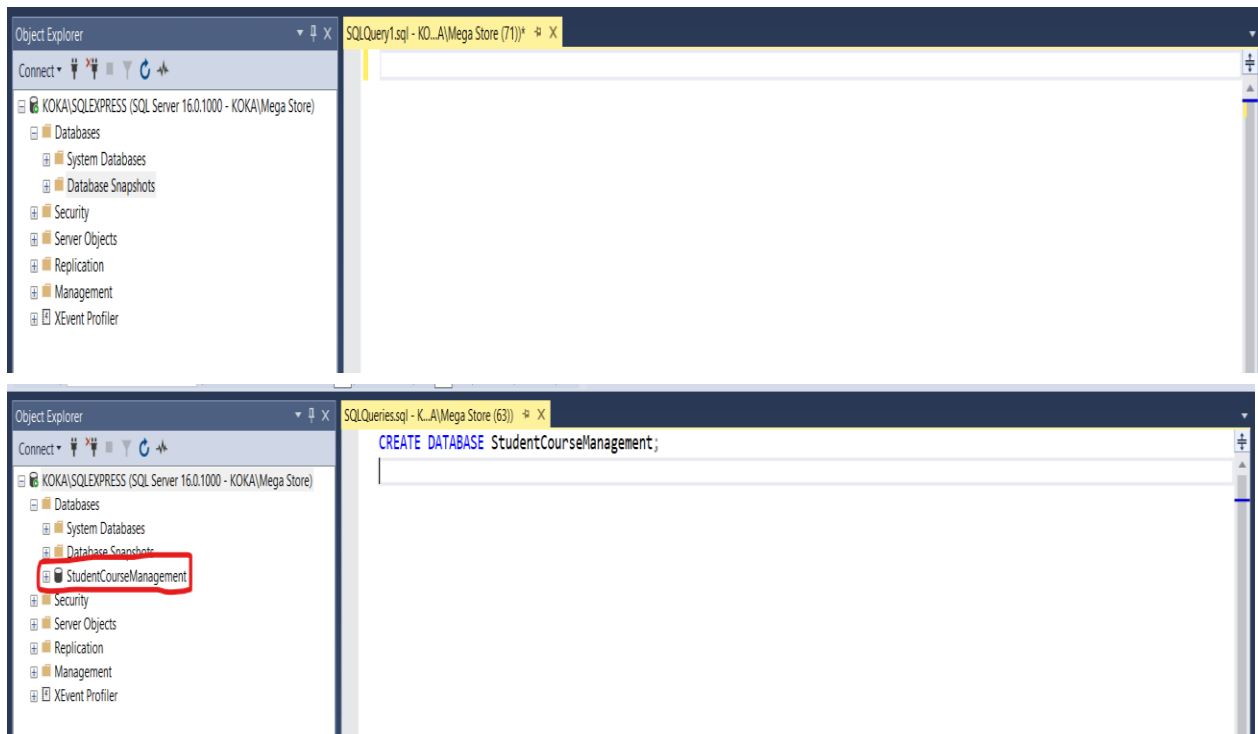 Object Explorer
SQLQuery1.sql - KO...A\Mega Store (71))*
Connect
KOKA\SQLEXPRESS (SQL Server 16.0.1000 - KOKA\Mega Store)
Databases
System Databases
Database Snapshots
Security
Server Objects
Replication
Management
XEvent Profiler
Object Explorer
SQLQueries.sql - K...A\Mega Store (63))
Connect
CREATE DATABASE StudentCourseManagement;
KOKA\SQLEXPRESS (SQL Server 16.0.1000 - KOKA\Mega Store)
Databases
System Databases
Database Snapshots
StudentCourseManagement
Security
Server Objects
Replication
Management
XEvent Profiler